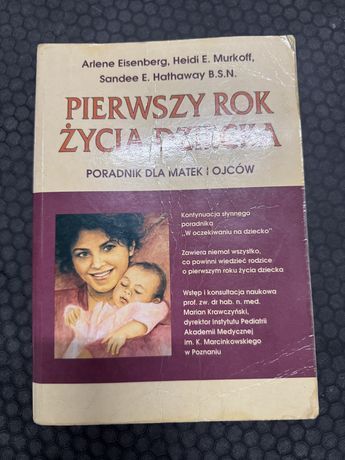 Arlene Eisenberg, Heidi E. Murkoff,
Sandee E. Hathaway B.S.N.
PIERWSZY ROK
ŻYCIA DZIECKA
PORADNIK DLA MATEK I OJCÓW
Kontynuacja słynnego
poradnika
„W oczekiwaniu na dziecko"
Zawiera niemal wszystko,
co powinni wiedzieć rodzice
o pierwszym roku życia dziecka
Wstęp i konsultacja naukowa
prof. zw. dr hab. n. med.
Marian Krawczyński,
dyrektor Instytutu Pediatrii
Akademii Medycznej
im. K. Marcinkowskiego
w Poznaniu